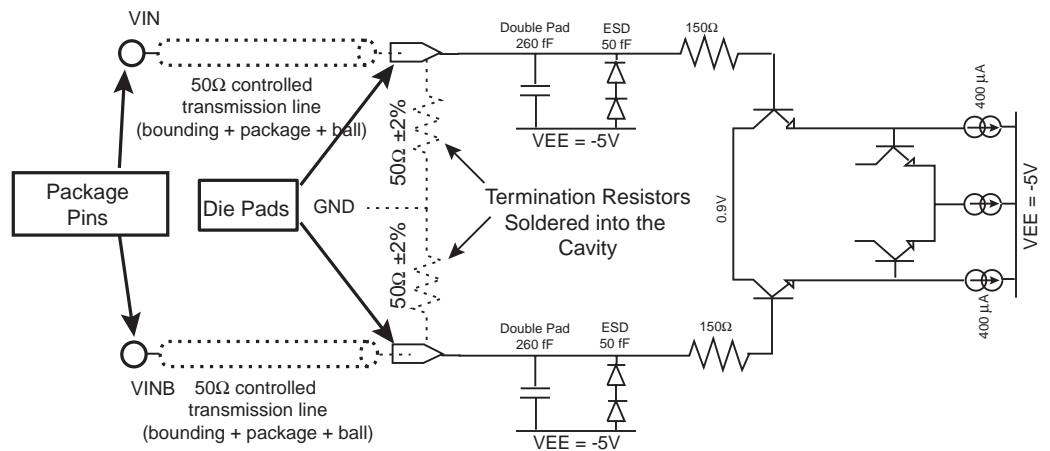 VIN
50Ω controlled
transmission line
(bounding + package + ball)
Package
Pins
Die Pads
GND
50Ω ±2%
50Ω ±2%
Termination Resistors
Soldered into the
Cavity
Double Pad
260 fF
ESD
50 fF
150Ω
VEE = -5V
0.9V
400 µA
VEE = -5V
400 µA
Double Pad
260 fF
ESD
50 fF
150Ω
VEE = -5V
VINB
50Ω controlled
transmission line
(bounding + package + ball)